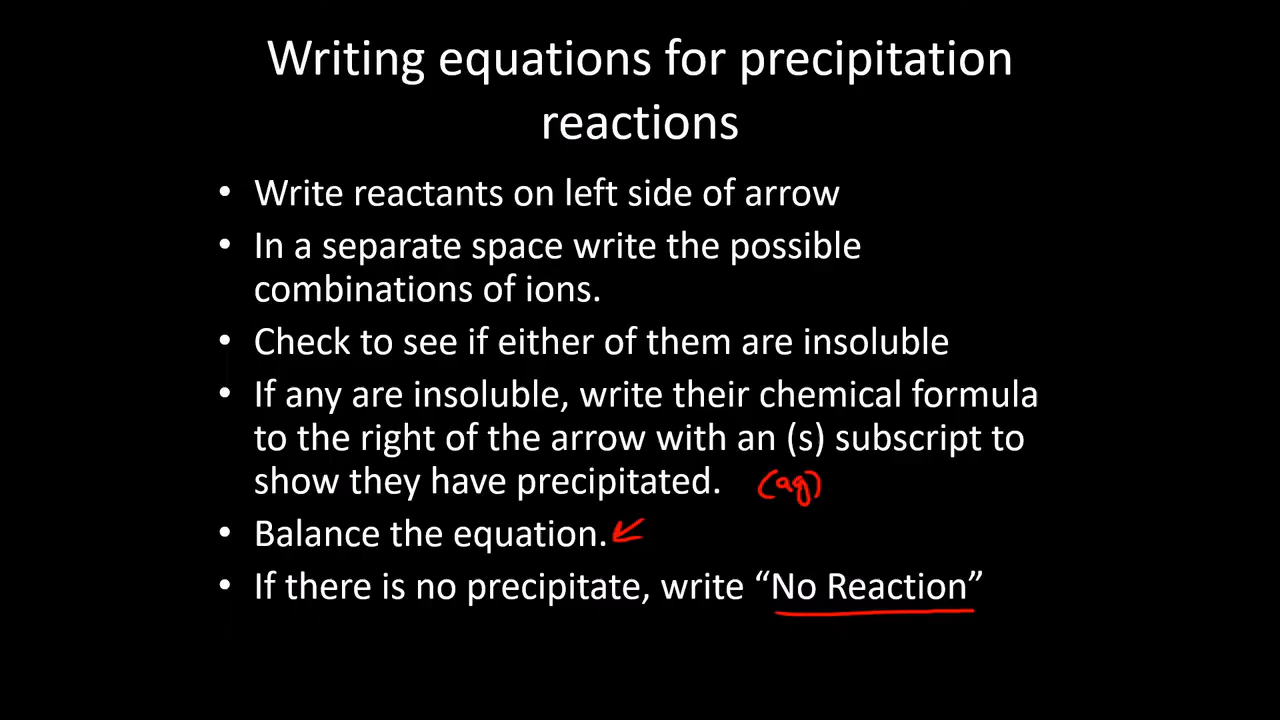 Writing equations for precipitation
reactions
• Write reactants on left side of arrow
• In a separate space write the possible
combinations of ions.
• Check to see if either of them are insoluble
• If any are insoluble, write their chemical formula
to the right of the arrow with an (s) subscript to
show they have precipitated. (aq)
• Balance the equation.
• If there is no precipitate, write “No Reaction”